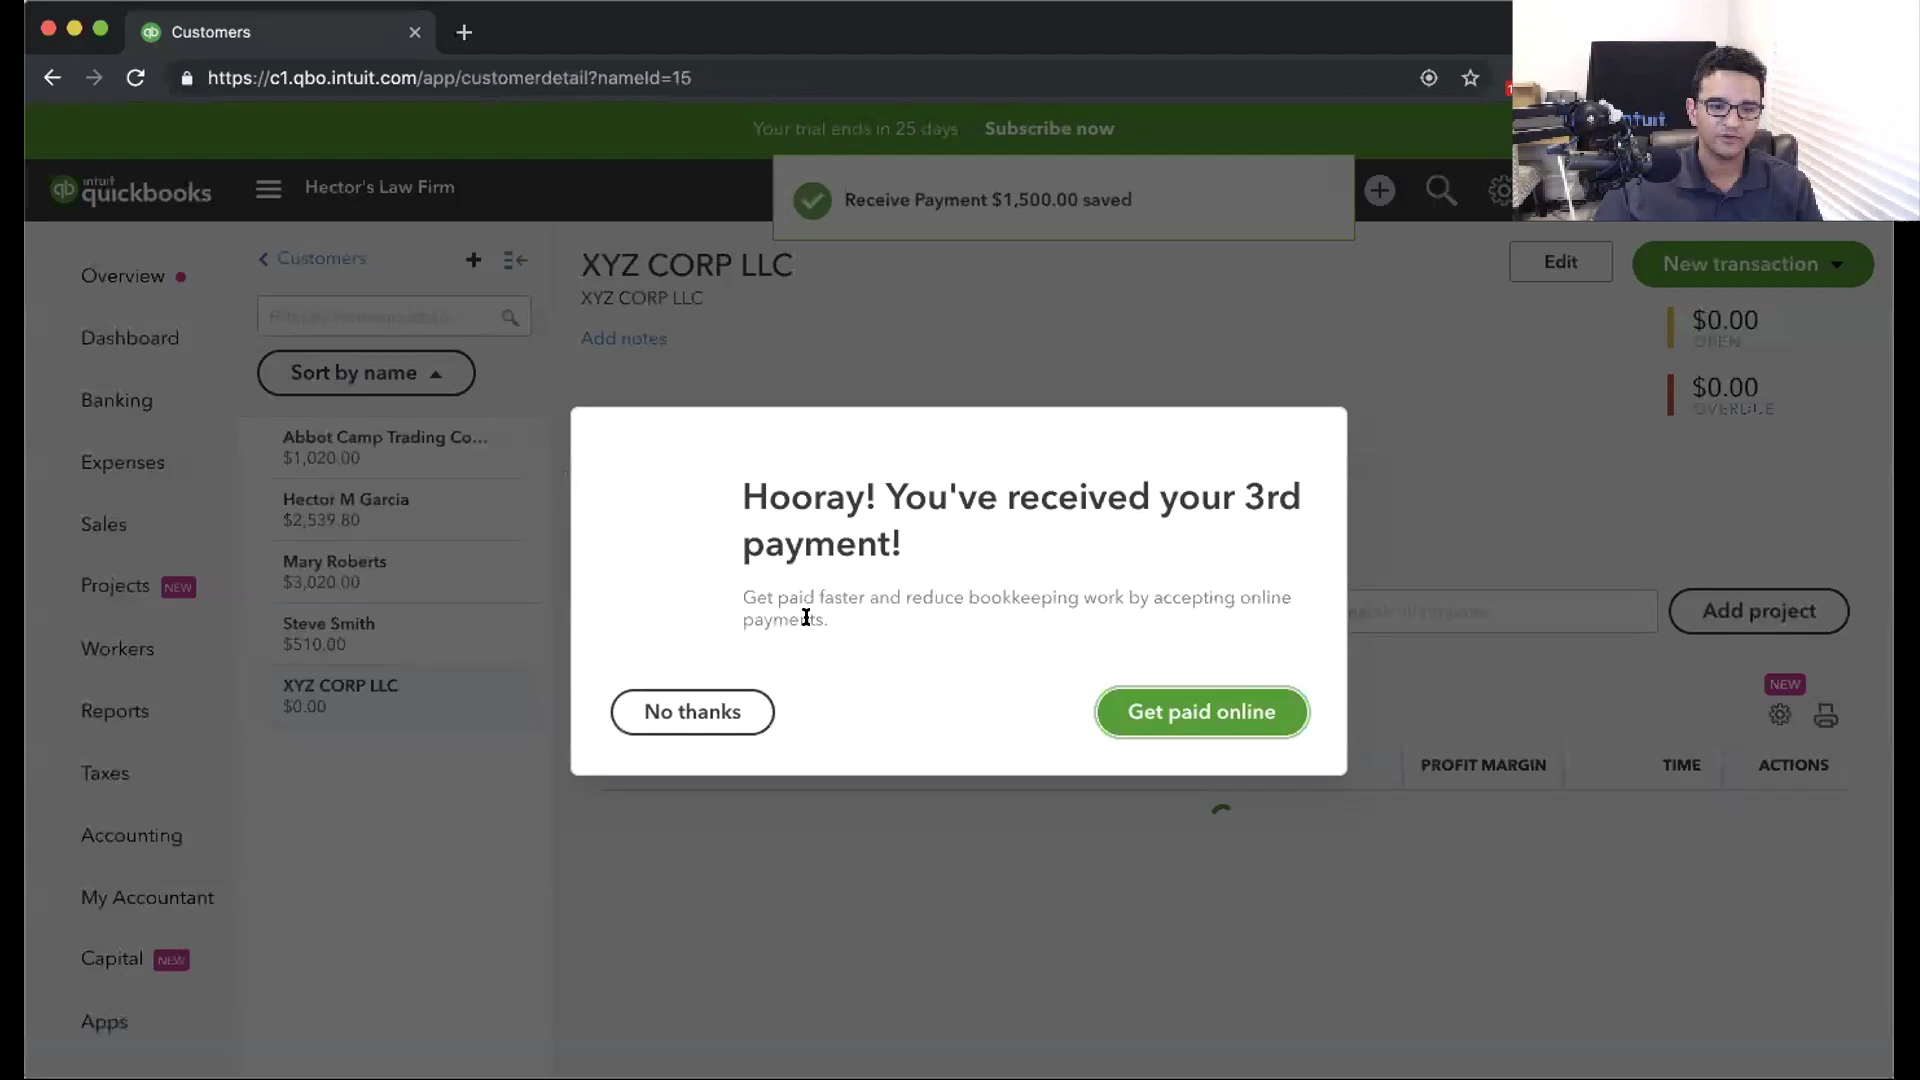 Customers
https://c1.qbo.intuit.com/app/customerdetail?nameId=15
Your trial ends in 25 days Subscribe now
intuit
quickbooks
Hector's Law Firm
Receive Payment $1,500.00 saved
Overview
Dashboard
Banking
Expenses
Sales
Projects NEW
Workers
Reports
Taxes
Accounting
My Accountant
Capital NEW
Apps
Customers
Sort by name
Abbot Camp Trading Co...
$1,020.00
Hector M Garcia
$2,539.80
Mary Roberts
$3,020.00
Steve Smith
$510.00
XYZ CORP LLC
$0.00
XYZ CORP LLC
XYZ CORP LLC
Add notes
Edit
New transaction
$0.00
OPEN
$0.00
OVERDUE
Hooray! You've received your 3rd
payment!
Get paid faster and reduce bookkeeping work by accepting online
payments.
No thanks
Get paid online
Add project
NEW
PROFIT MARGIN
TIME
ACTIONS